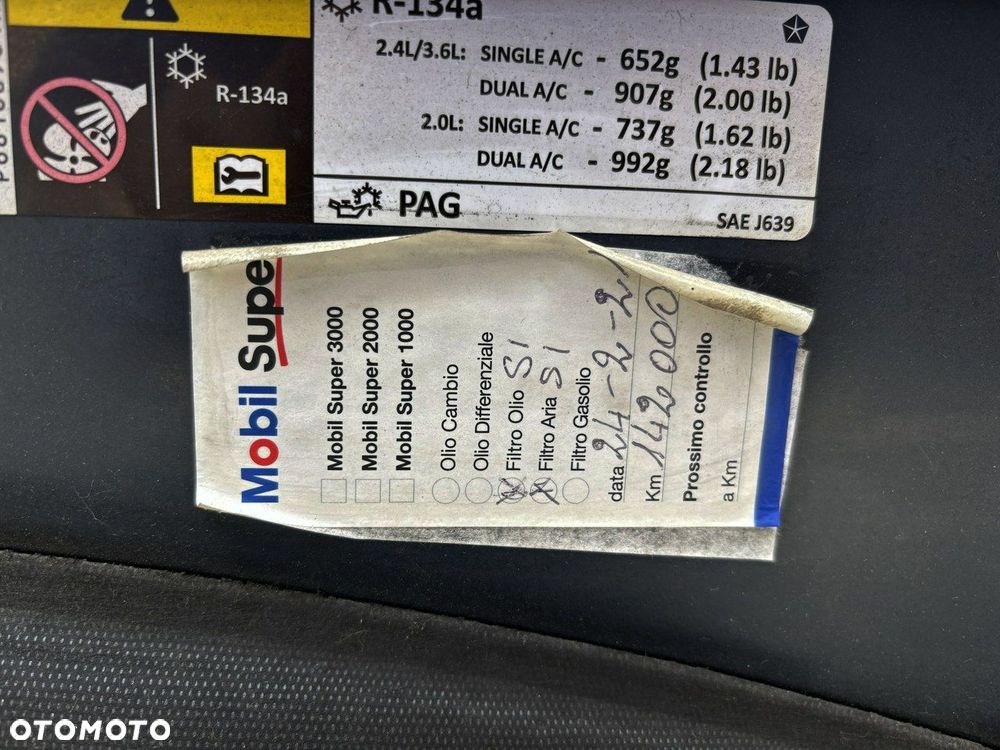 R-134a
2.4L/3.6L: SINGLE A/C - 652g (1.43 lb)
DUAL A/C - 907g (2.00 lb)
2.0L: SINGLE A/C - 737g (1.62 lb)
DUAL A/C - 992g (2.18 lb)
PAG
SAE J639
R-134a
Mobil Supe
Mobil Super 3000
Mobil Super 2000
Mobil Super 1000
Olio Cambio
Olio Differenziale
Filtro Olio SI
Filtro Aria SI
Filtro Gasolio
data 24-2-2
Km 142000
Prossimo controllo
a Km
OTOMOTO